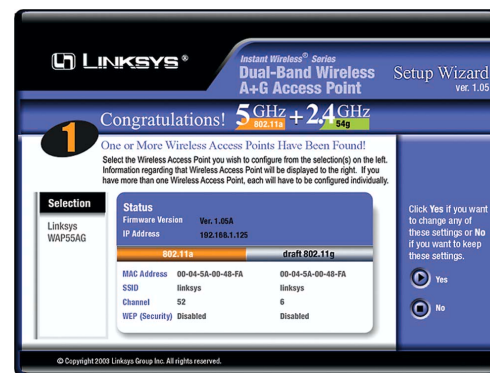 LINKSYS®
Instant Wireless® Series
Dual-Band Wireless
A+G Access Point
Setup Wizard
ver. 1.05
Congratulations!
5 GHz 802.11a + 2.4 GHz 54g
1
One or More Wireless Access Points Have Been Found!
Select the Wireless Access Point you wish to configure from the selection(s) on the left.
Information regarding that Wireless Access Point will be displayed to the right. If you
have more than one Wireless Access Point, each will have to be configured individually.
Selection
Linksys
WAP55AG
Status
Firmware Version Ver. 1.05A
IP Address 192.168.1.125
802.11a draft 802.11g
MAC Address 00-04-5A-00-48-FA 00-04-5A-00-48-FA
SSID linksys linksys
Channel 52 6
WEP (Security) Disabled Disabled
Click Yes if you want
to change any of
these settings or No
if you want to keep
these settings.
Yes
No
© Copyright 2003 Linksys Group Inc. All rights reserved.